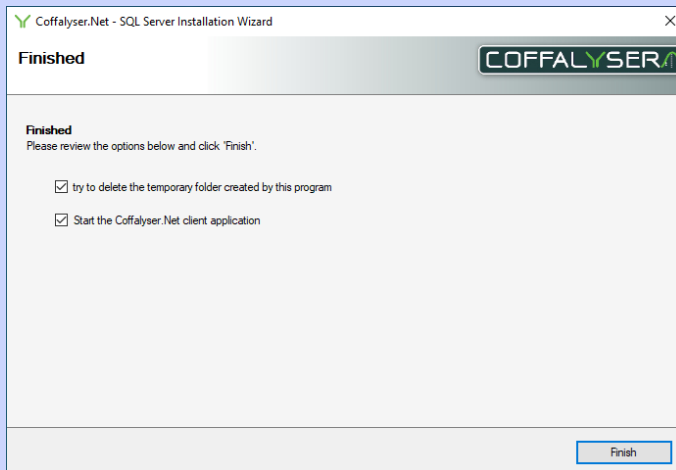 Coffalyser.Net - SQL Server Installation Wizard
Finished
COFFALYSER
Finished
Please review the options below and click 'Finish'.
try to delete the temporary folder created by this program
Start the Coffalyser.Net client application
Finish